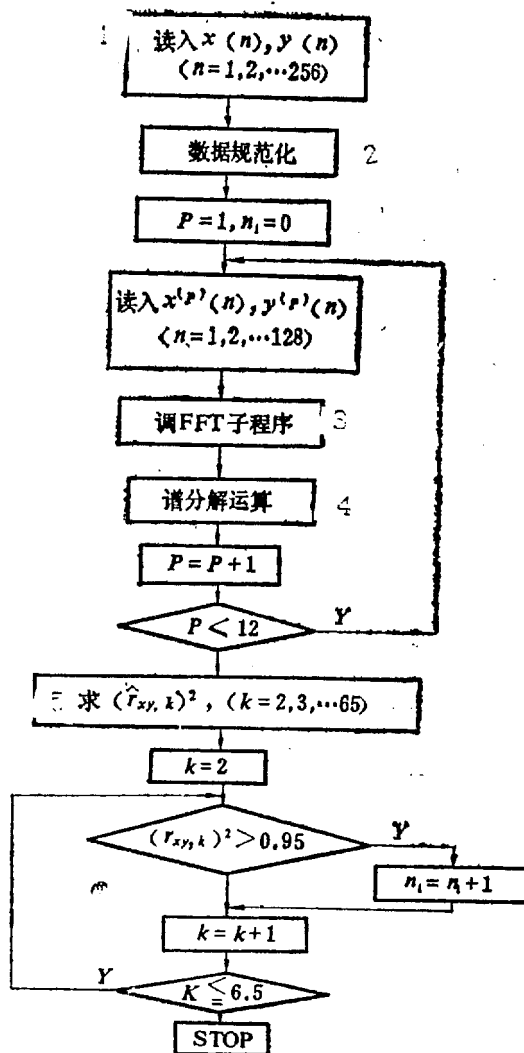 1
读入 x (n), y (n)
(n=1,2,…256)
数据规范化
2
P=1, n₁=0
读入 x⁽ᴾ⁾(n), y⁽ᴾ⁾(n)
(n=1,2,…128)
调FFT子程序
3
谱分解运算
4
P=P+1
P<12
Y
求 (r̂xy, k)², (k=2,3,…65)
k=2
(rxy, k)²>0.95
Y
n₁=n₁+1
k=k+1
Y
K≤6.5
STOP